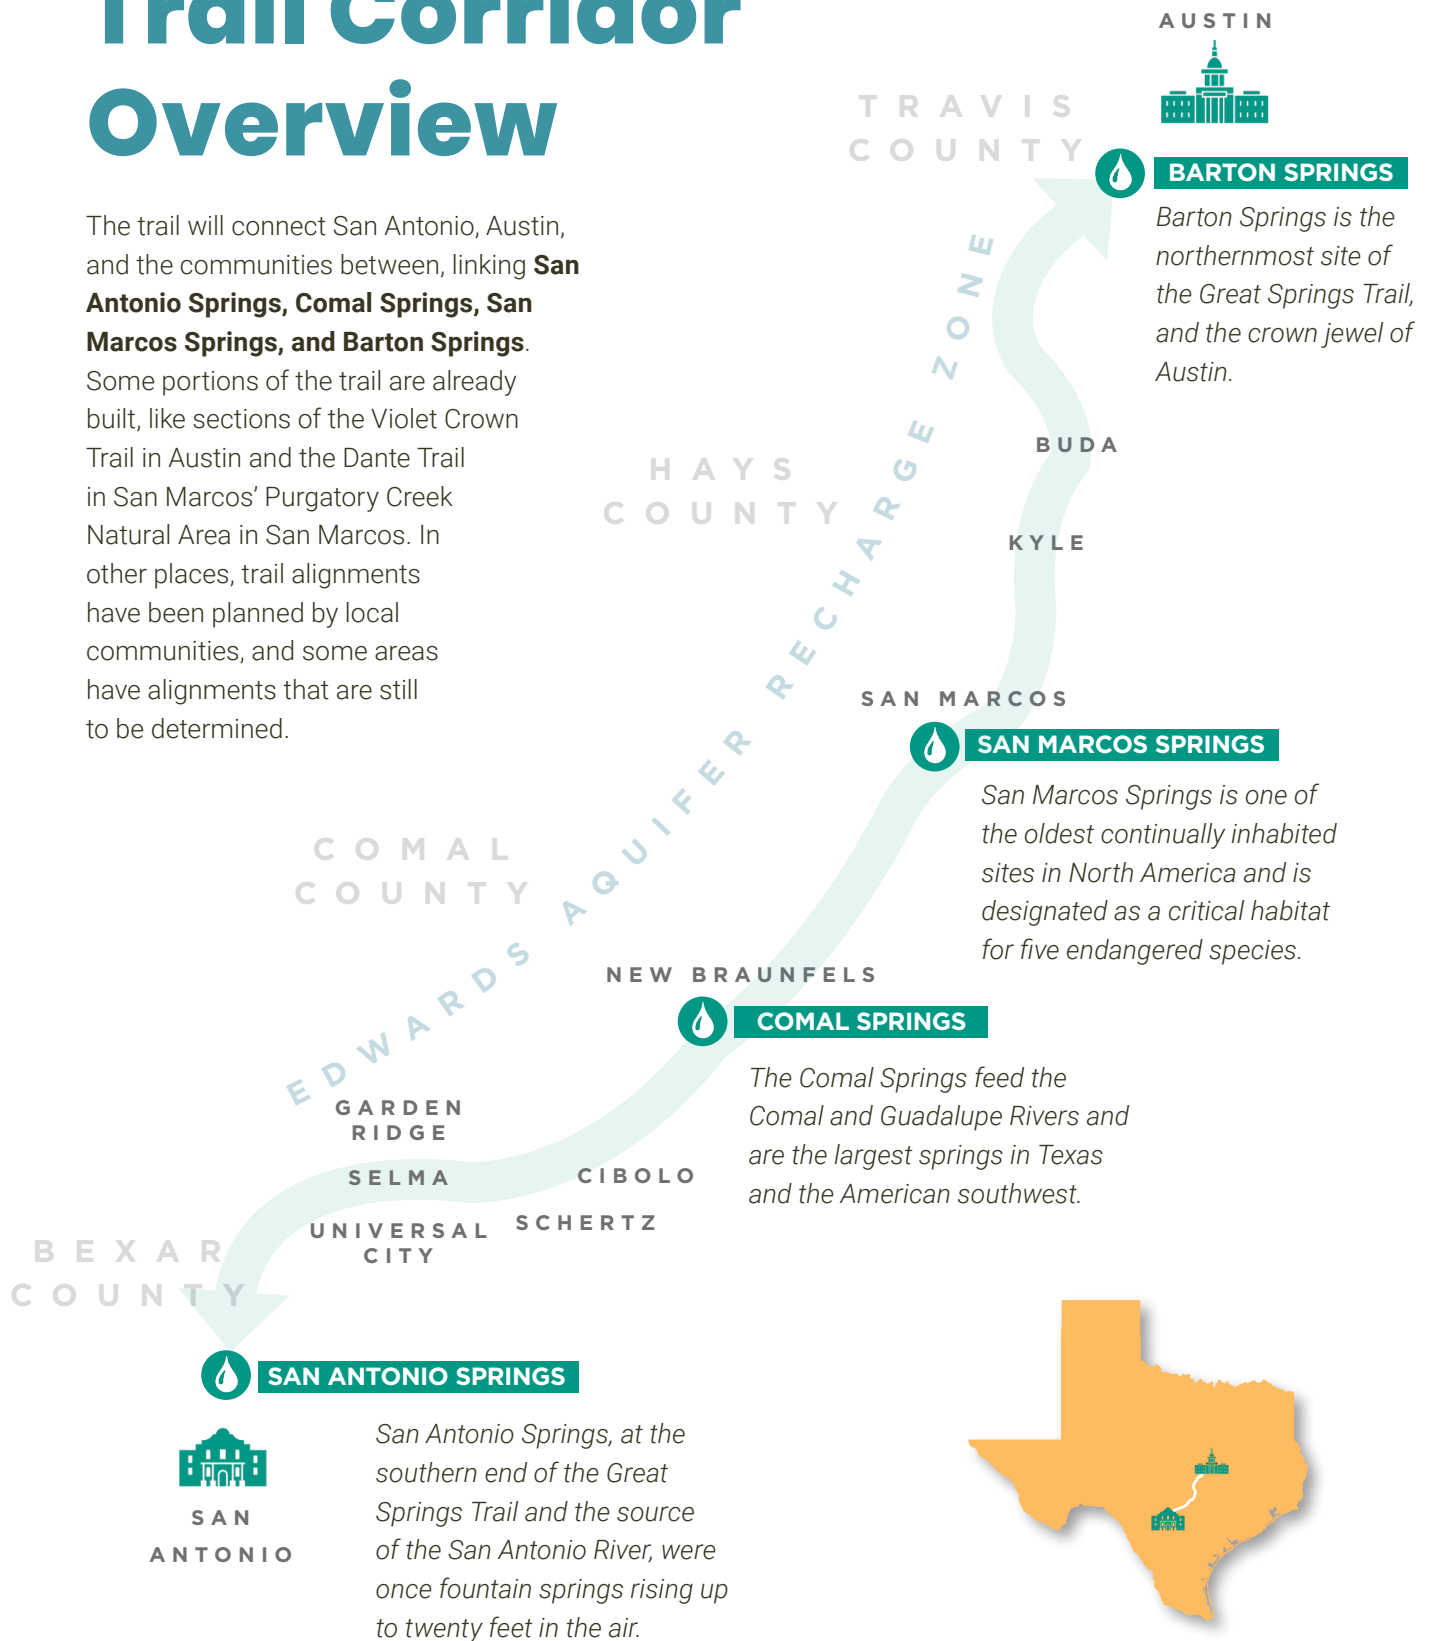 Trail Corridor
Overview
The trail will connect San Antonio, Austin,
and the communities between, linking San
Antonio Springs, Comal Springs, San
Marcos Springs, and Barton Springs.
Some portions of the trail are already
built, like sections of the Violet Crown
Trail in Austin and the Dante Trail
in San Marcos’ Purgatory Creek
Natural Area in San Marcos. In
other places, trail alignments
have been planned by local
communities, and some areas
have alignments that are still
to be determined.
AUSTIN
TRAVIS
COUNTY
BARTON SPRINGS
Barton Springs is the
northernmost site of
the Great Springs Trail,
and the crown jewel of
Austin.
EDWARDS AQUIFER RECHARGE ZONE
BUDA
HAYS
COUNTY
KYLE
SAN MARCOS
SAN MARCOS SPRINGS
San Marcos Springs is one of
the oldest continually inhabited
sites in North America and is
designated as a critical habitat
for five endangered species.
COMAL
COUNTY
NEW BRAUNFELS
COMAL SPRINGS
The Comal Springs feed the
Comal and Guadalupe Rivers and
are the largest springs in Texas
and the American southwest.
GARDEN
RIDGE
SELMA
CIBOLO
SCHERTZ
UNIVERSAL
CITY
BEXAR
COUNTY
SAN ANTONIO SPRINGS
San Antonio Springs, at the
southern end of the Great
Springs Trail and the source
of the San Antonio River, were
once fountain springs rising up
to twenty feet in the air.
SAN
ANTONIO